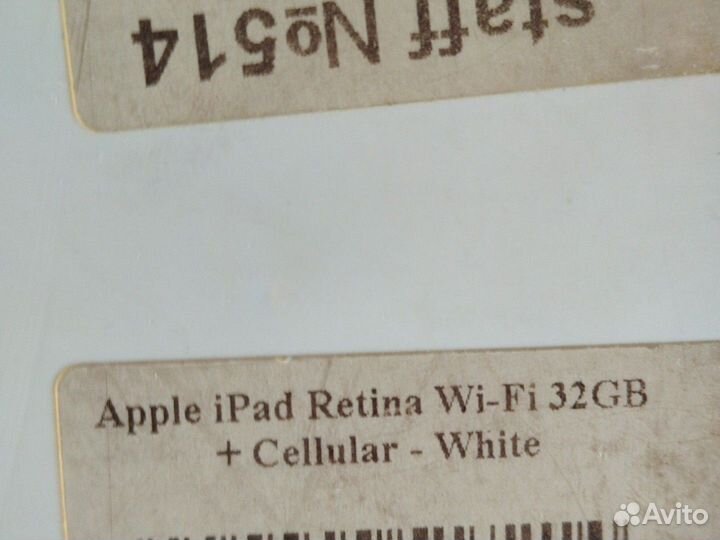 staff №514
Apple iPad Retina Wi-Fi 32GB
+ Cellular - White
Avito